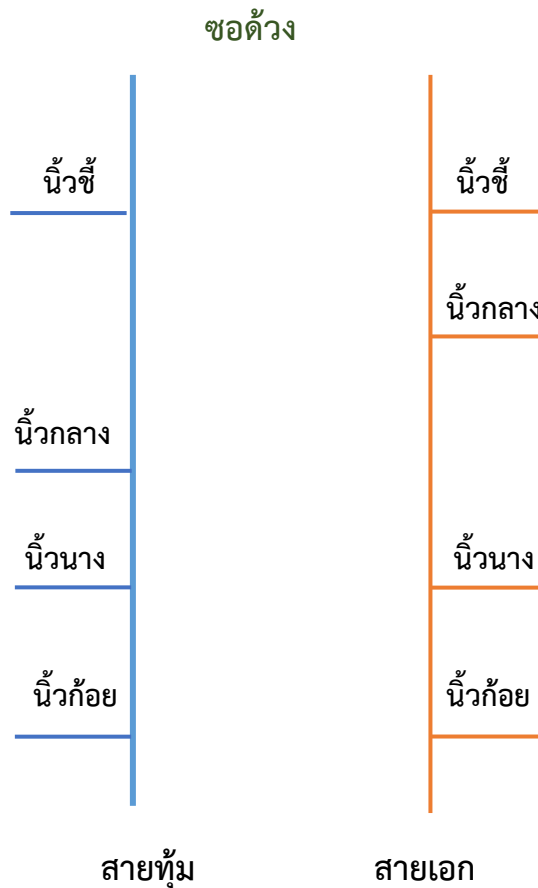 ซอด้วง
นิ้วชี้
นิ้วชี้
นิ้วกลาง
นิ้วกลาง
นิ้วนาง
นิ้วนาง
นิ้วก้อย
นิ้วก้อย
สายทุ้ม
สายเอก